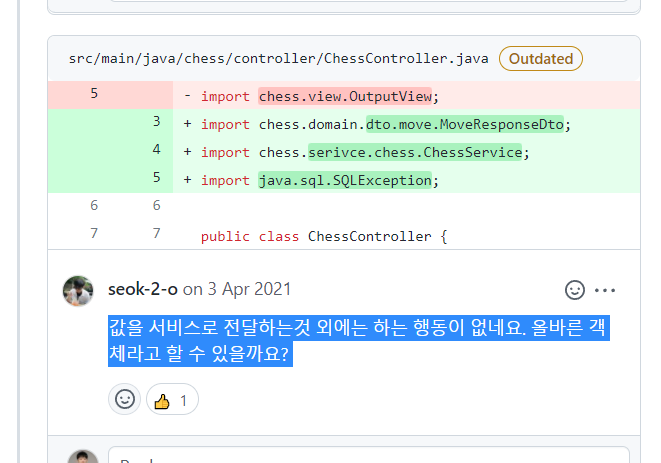 src/main/java/chess/controller/ChessController.java Outdated
5 - import chess.view.OutputView;
3 + import chess.domain.dto.move.MoveResponseDto;
4 + import chess.serivce.chess.ChessService;
5 + import java.sql.SQLException;
6 6
7 7 public class ChessController {
seok-2-o on 3 Apr 2021
값을 서비스로 전달하는것 외에는 하는 행동이 없네요. 올바른 객
체라고 할 수 있을까요?
1